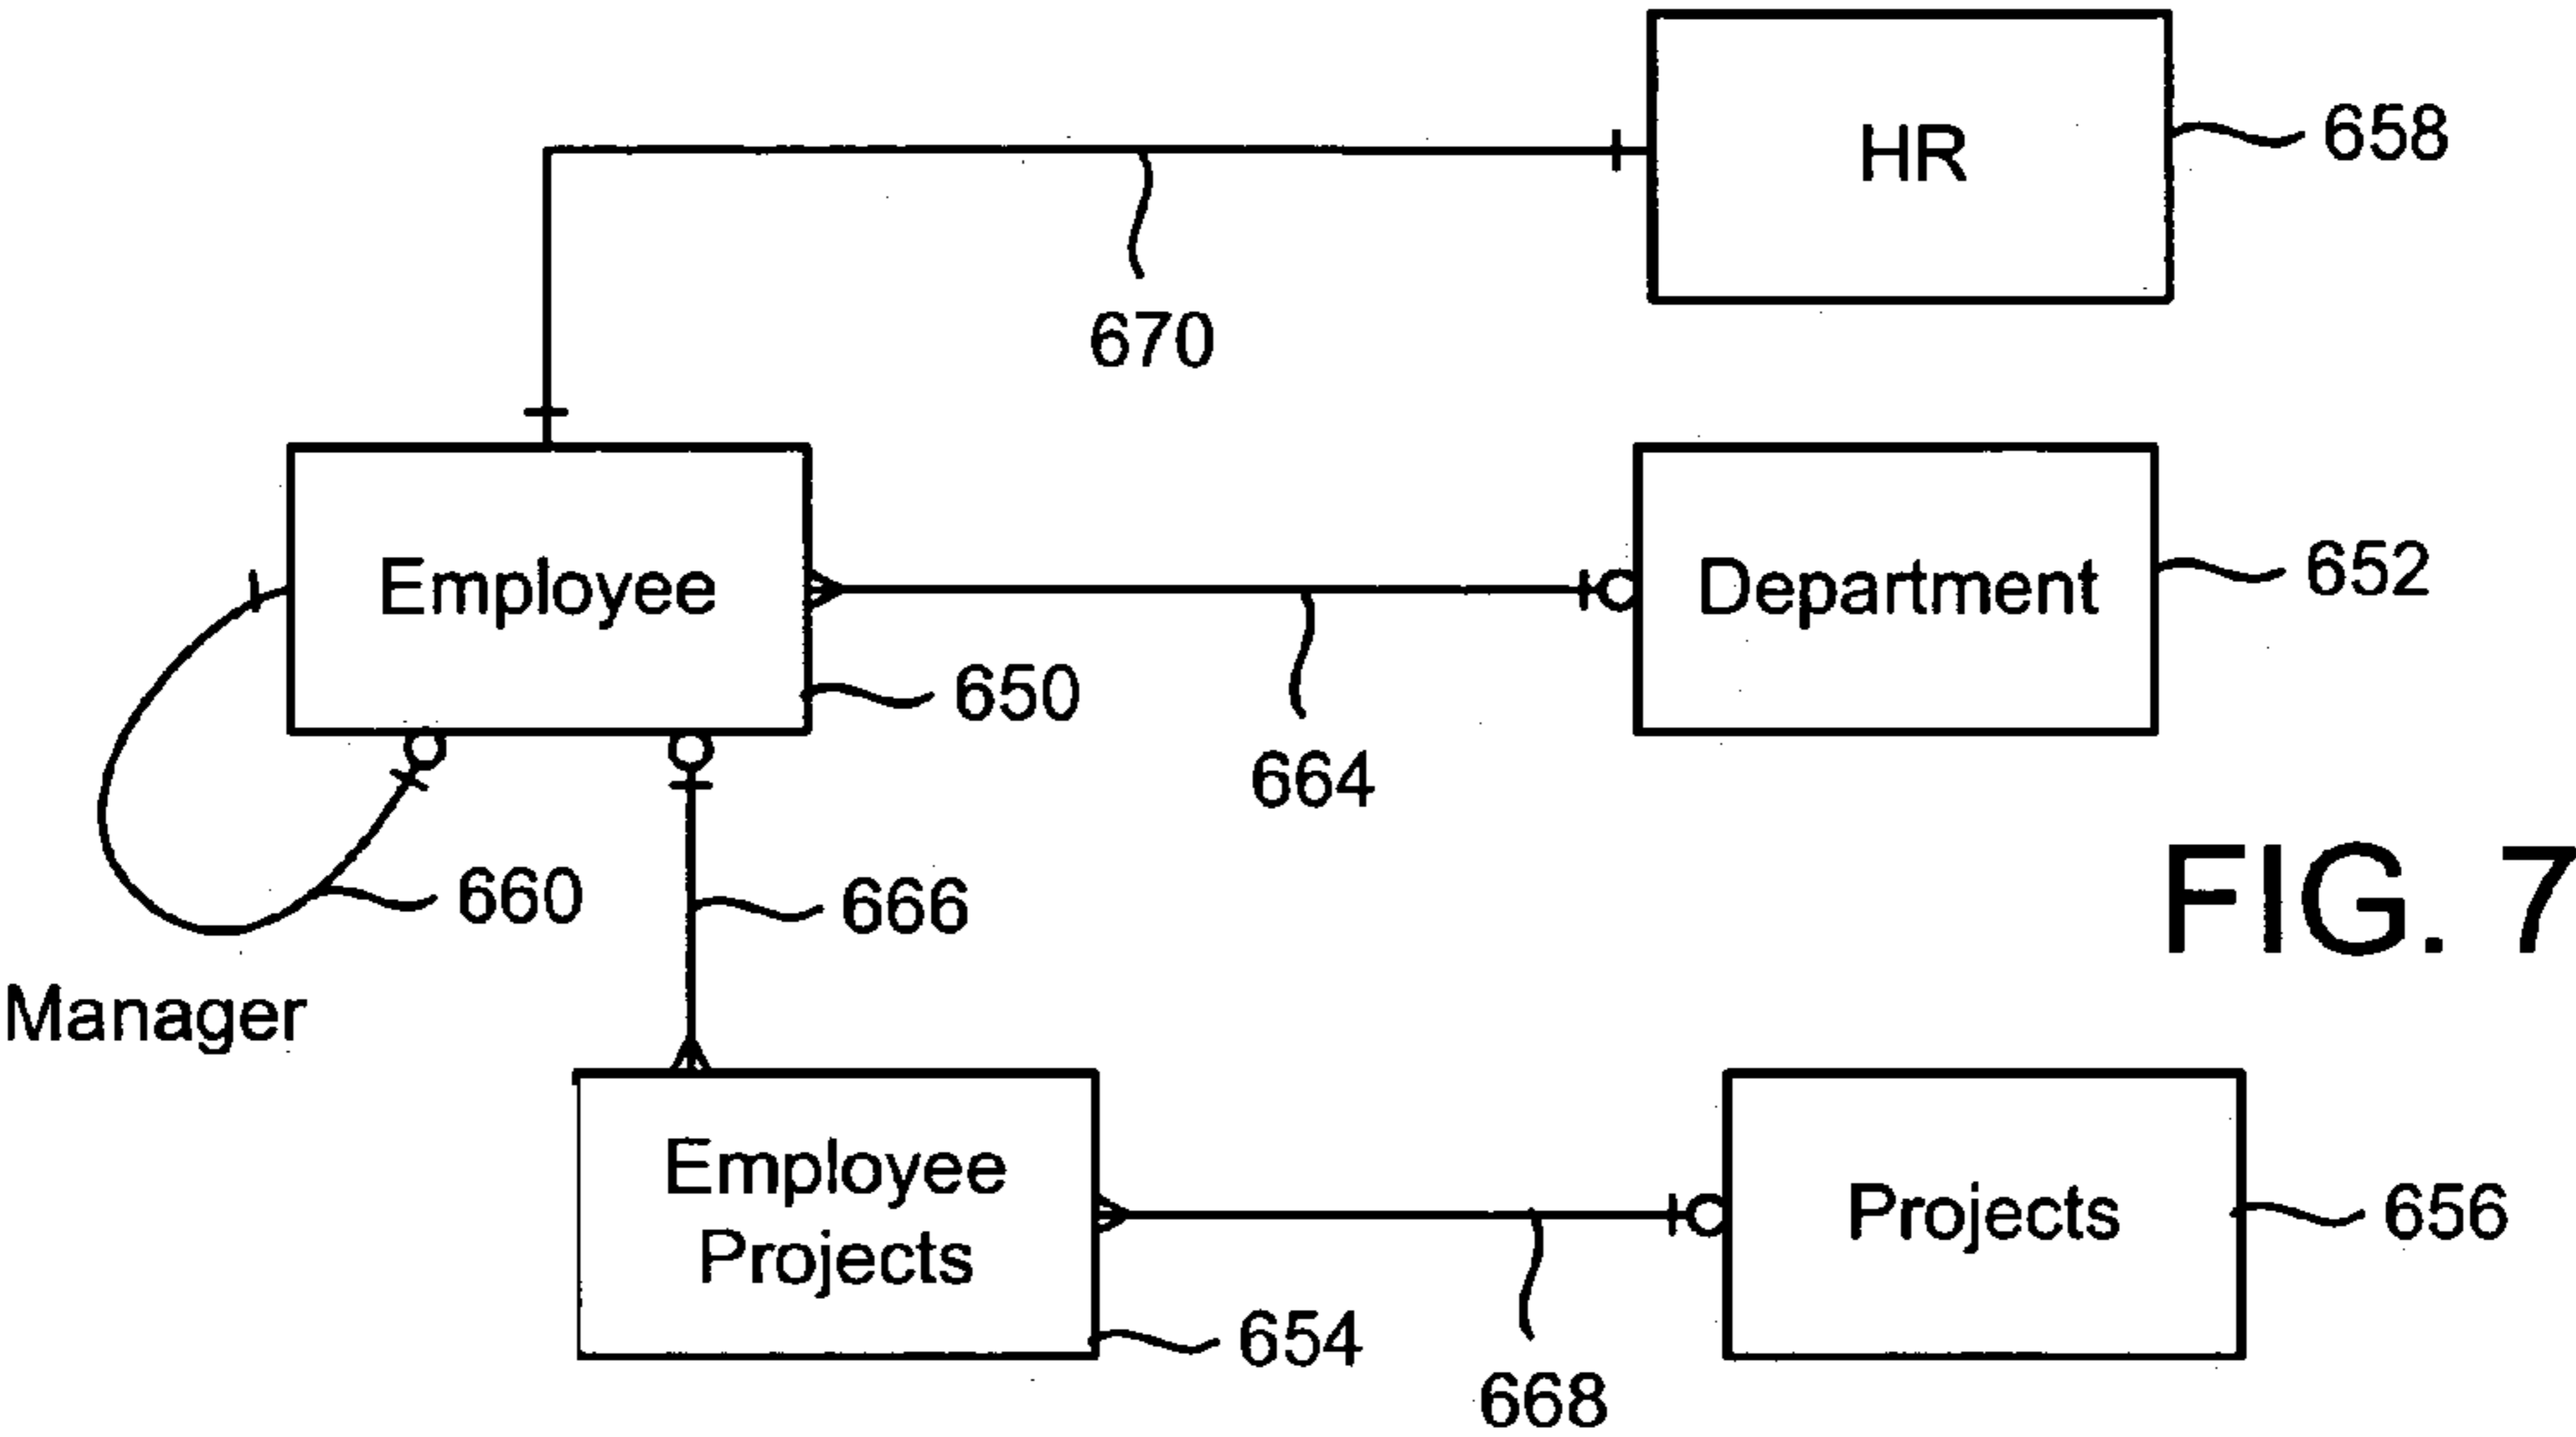 HR
658
670
Employee
Department
652
650
664
660
666
FIG. 7
Manager
Employee
Projects
Projects
656
654
668